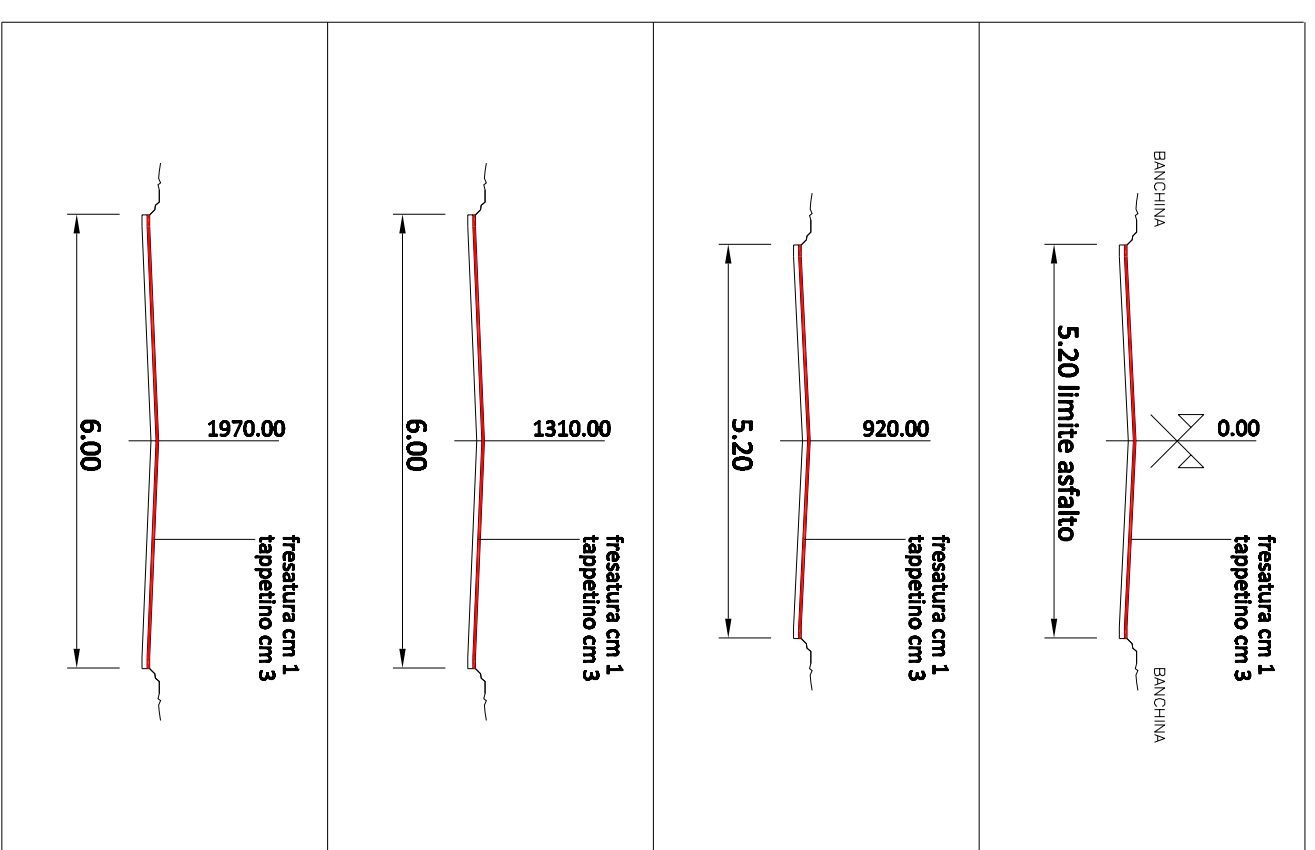 BANCHINA
0.00
fresatura cm 1
tappetino cm 3
5.20 limite asfalto
BANCHINA
920.00
fresatura cm 1
tappetino cm 3
5.20
1310.00
fresatura cm 1
tappetino cm 3
6.00
1970.00
fresatura cm 1
tappetino cm 3
6.00